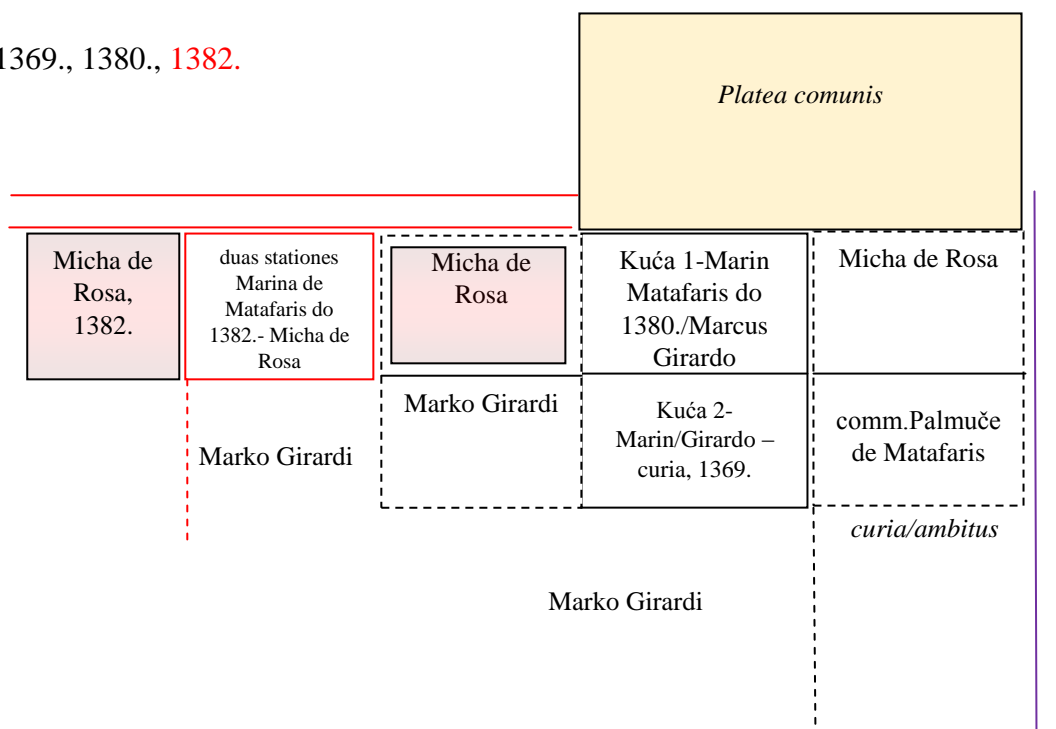 1369., 1380., 1382.
Platea comunis
Micha de
Rosa,
1382.
duas stationes
Marina de
Matafaris do
1382.- Micha de
Rosa
Micha de
Rosa
Kuća 1-Marin
Matafaris do
1380./Marcus
Girardo
Micha de Rosa
Marko Girardi
Marko Girardi
Kuća 2-
Marin/Girardo –
curia, 1369.
comm.Palmuče
de Matafaris
curia/ambitus
Marko Girardi